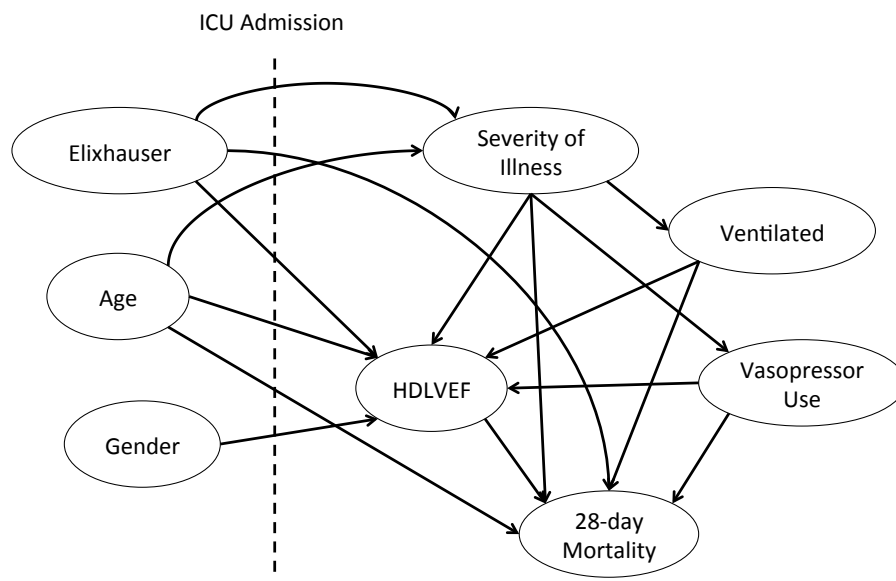 ICU Admission
Elixhauser
Severity of
Illness
Ventilated
Age
HDLVEF
Vasopressor
Use
Gender
28-day
Mortality